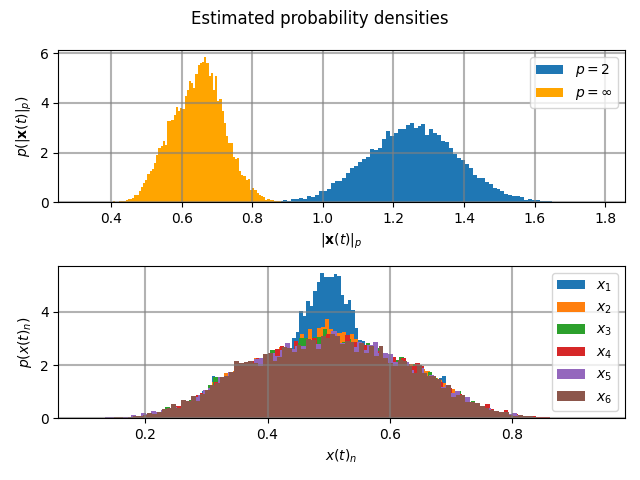 Estimated probability densities
p(|x(t)|p)
6
4
2
0
p = 2
p = ∞
0.4 0.6 0.8 1.0 1.2 1.4 1.6 1.8
|x(t)|p
p(x(t)n)
4
2
0
x1
x2
x3
x4
x5
x6
0.2 0.4 0.6 0.8
x(t)n